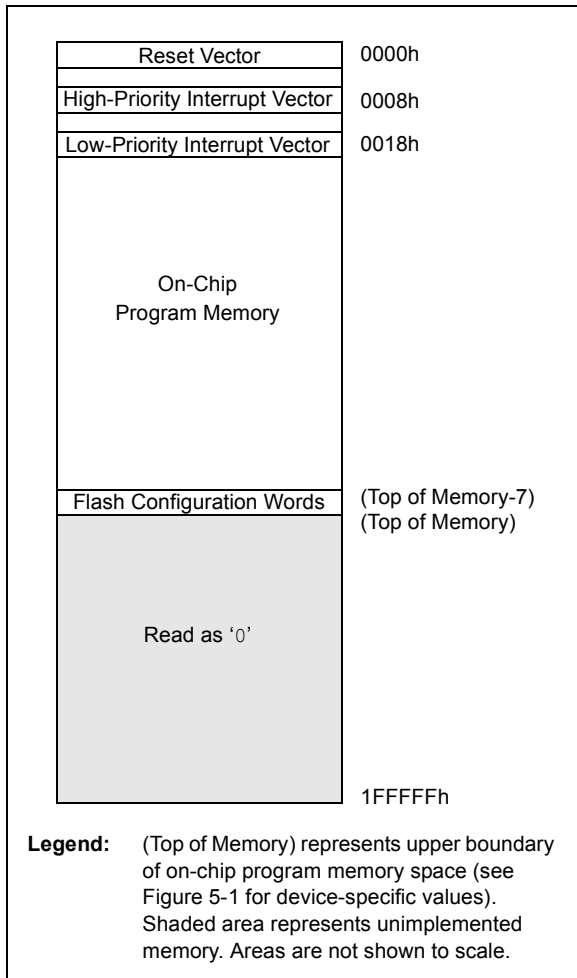 Reset Vector 0000h
High-Priority Interrupt Vector 0008h
Low-Priority Interrupt Vector 0018h
On-Chip
Program Memory
Flash Configuration Words (Top of Memory-7)
(Top of Memory)
Read as ‘0’
1FFFFFh
Legend: (Top of Memory) represents upper boundary
of on-chip program memory space (see
Figure 5-1 for device-specific values).
Shaded area represents unimplemented
memory. Areas are not shown to scale.